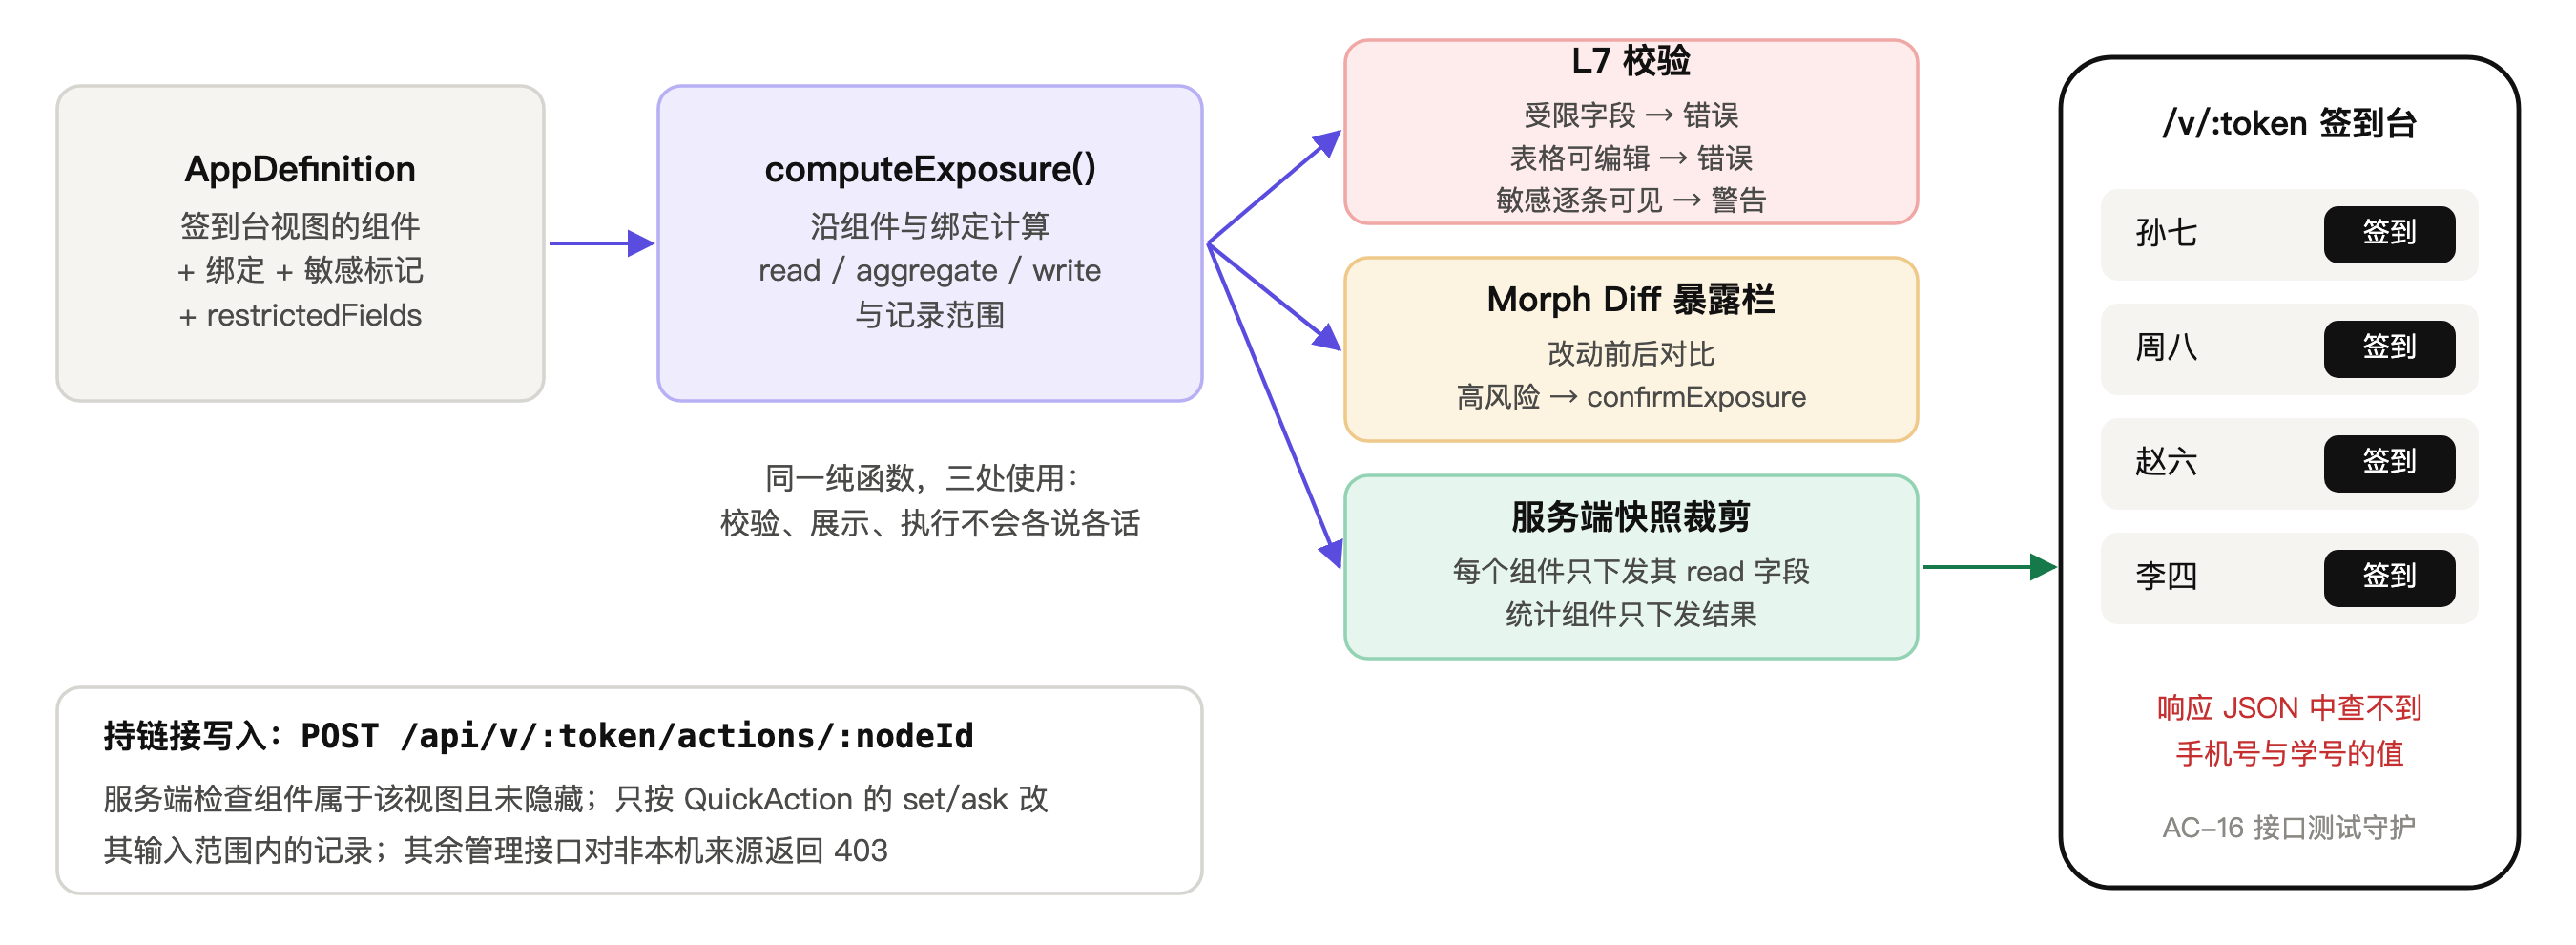 AppDefinition
签到台视图的组件
+ 绑定 + 敏感标记
+ restrictedFields
computeExposure()
沿组件与绑定计算
read / aggregate / write
与记录范围
同一纯函数，三处使用：
校验、展示、执行不会各说各话
L7 校验
受限字段 → 错误
表格可编辑 → 错误
敏感逐条可见 → 警告
Morph Diff 暴露栏
改动前后对比
高风险 → confirmExposure
服务端快照裁剪
每个组件只下发其 read 字段
统计组件只下发结果
/v/:token 签到台
孙七 签到
周八 签到
赵六 签到
李四 签到
响应 JSON 中查不到
手机号与学号的值
AC-16 接口测试守护
持链接写入：POST /api/v/:token/actions/:nodeId
服务端检查组件属于该视图且未隐藏；只按 QuickAction 的 set/ask 改
其输入范围内的记录；其余管理接口对非本机来源返回 403